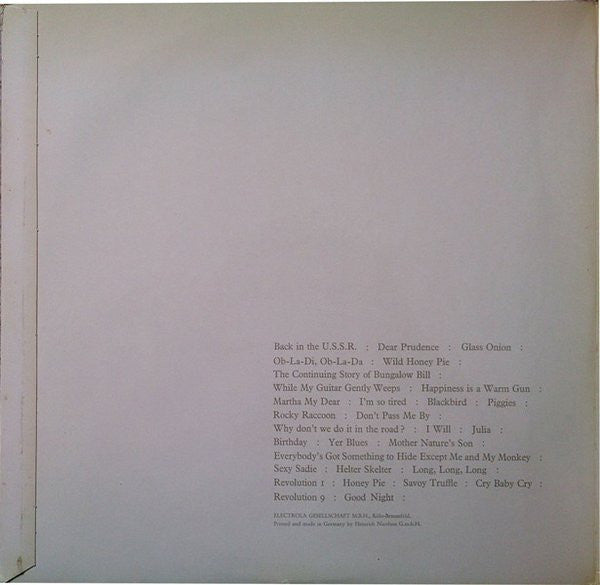 Back in the U.S.S.R. : Dear Prudence : Glass Onion :
Ob-La-Di, Ob-La-Da : Wild Honey Pie :
The Continuing Story of Bungalow Bill :
While My Guitar Gently Weeps : Happiness is a Warm Gun :
Martha My Dear : I'm so tired : Blackbird : Piggies :
Rocky Raccoon : Don't Pass Me By :
Why don't we do it in the road? : I Will : Julia :
Birthday : Yer Blues : Mother Nature's Son :
Everybody's Got Something to Hide Except Me and My Monkey :
Sexy Sadie : Helter Skelter : Long, Long, Long :
Revolution 1 : Honey Pie : Savoy Truffle : Cry Baby Cry :
Revolution 9 : Good Night :
ELECTROLA GESELLSCHAFT M.B.H., Köln-Braunsfeld.
Printed and made in Germany by Heinrich G.m.b.H.